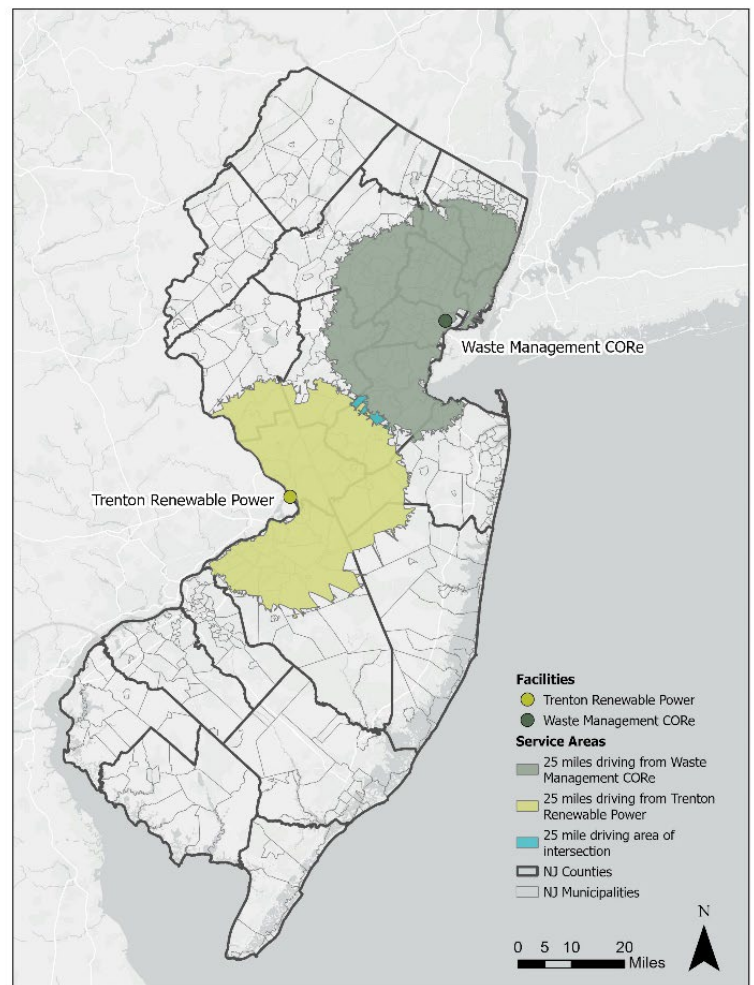 Waste Management CORe
Trenton Renewable Power
Facilities
Trenton Renewable Power
Waste Management CORe
Service Areas
25 miles driving from Waste
Management CORe
25 miles driving from Trenton
Renewable Power
25 mile driving area of
intersection
NJ Counties
NJ Municipalities
N
0 5 10 20
Miles